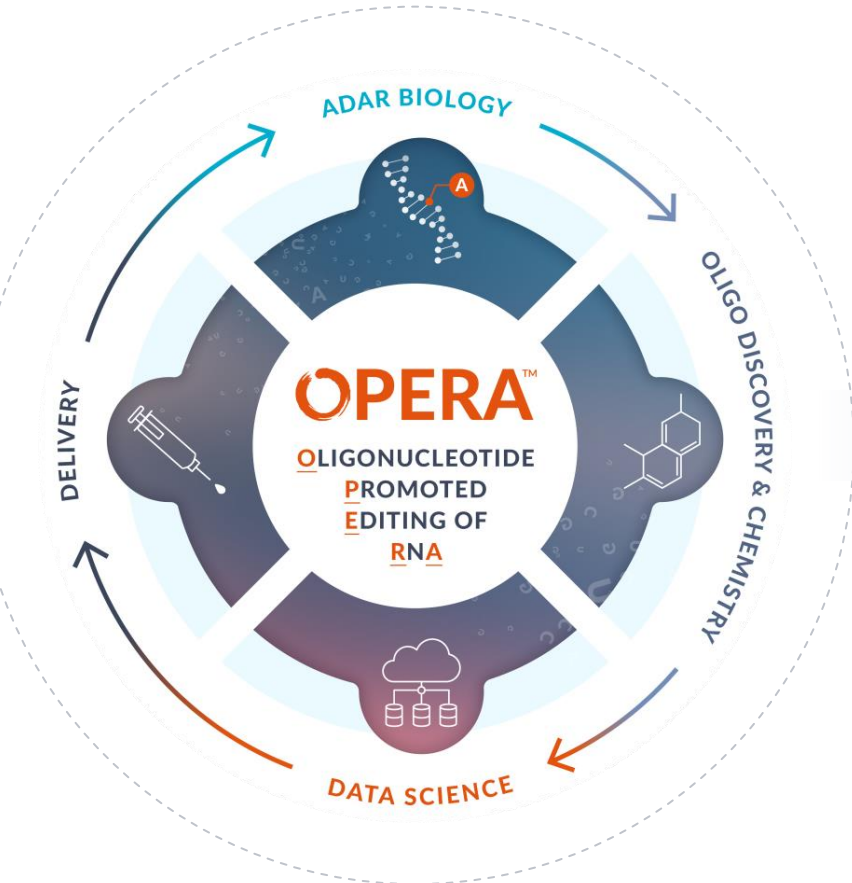 ADAR BIOLOGY
A
OLIGO DISCOVERY & CHEMISTRY
DELIVERY
OPERA™
OLIGONUCLEOTIDE
PROMOTED
EDITING OF
RNA
DATA SCIENCE